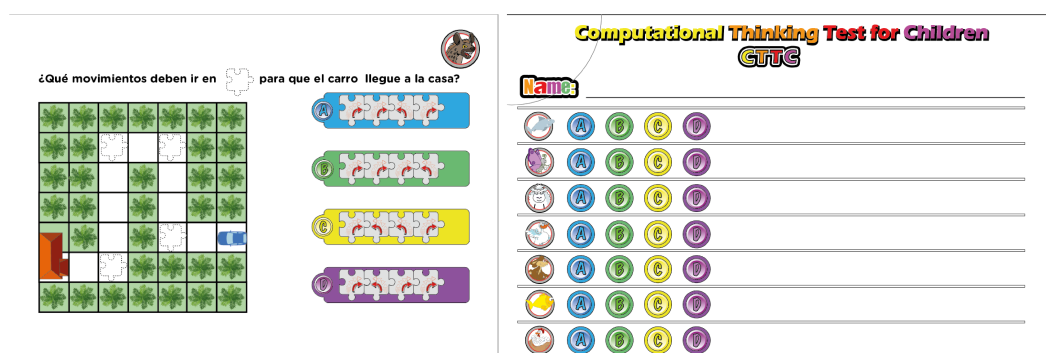 ¿Qué movimientos deben ir en para que el carro llegue a la casa?
A
B
C
D
Computational Thinking Test for Children
CTTC
Name:
A B C D
A B C D
A B C D
A B C D
A B C D
A B C D
A B C D